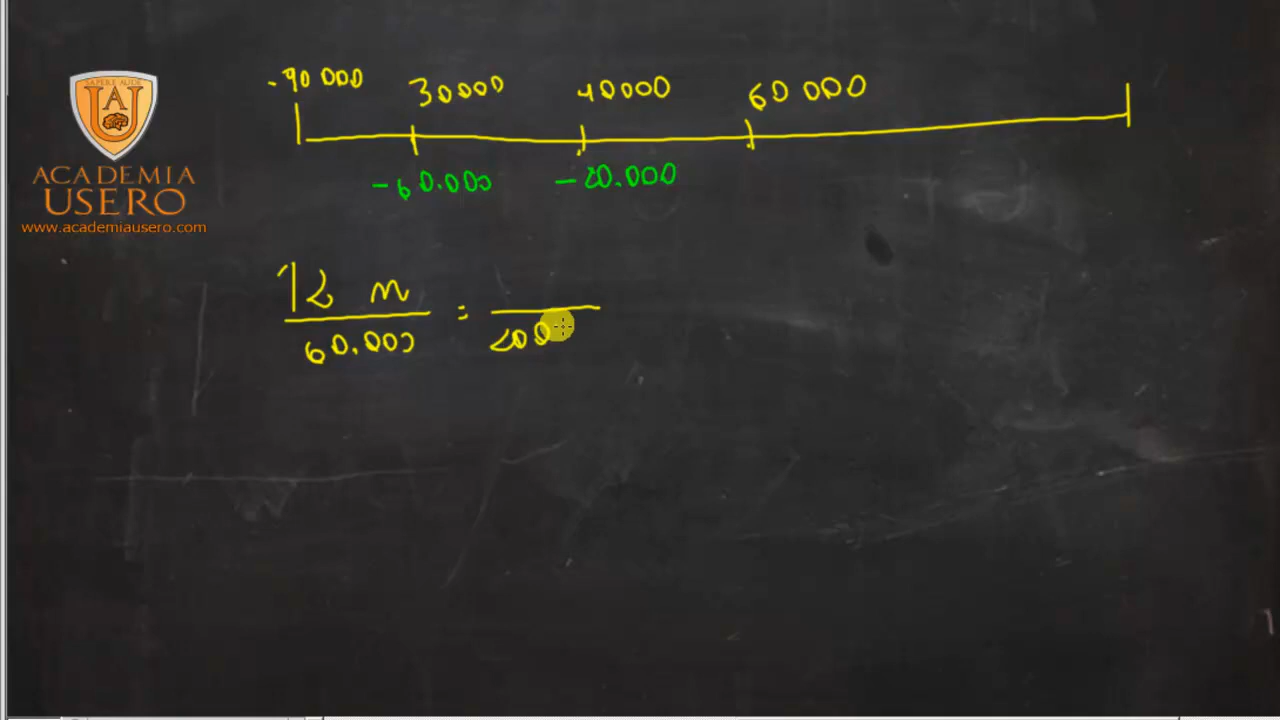 -90 000 30000 40000 60 000
-60.000 -20.000
12 m = 
60.000 200
SAPERE AUDE
UA
ACADEMIA
USERO
www.academiausero.com